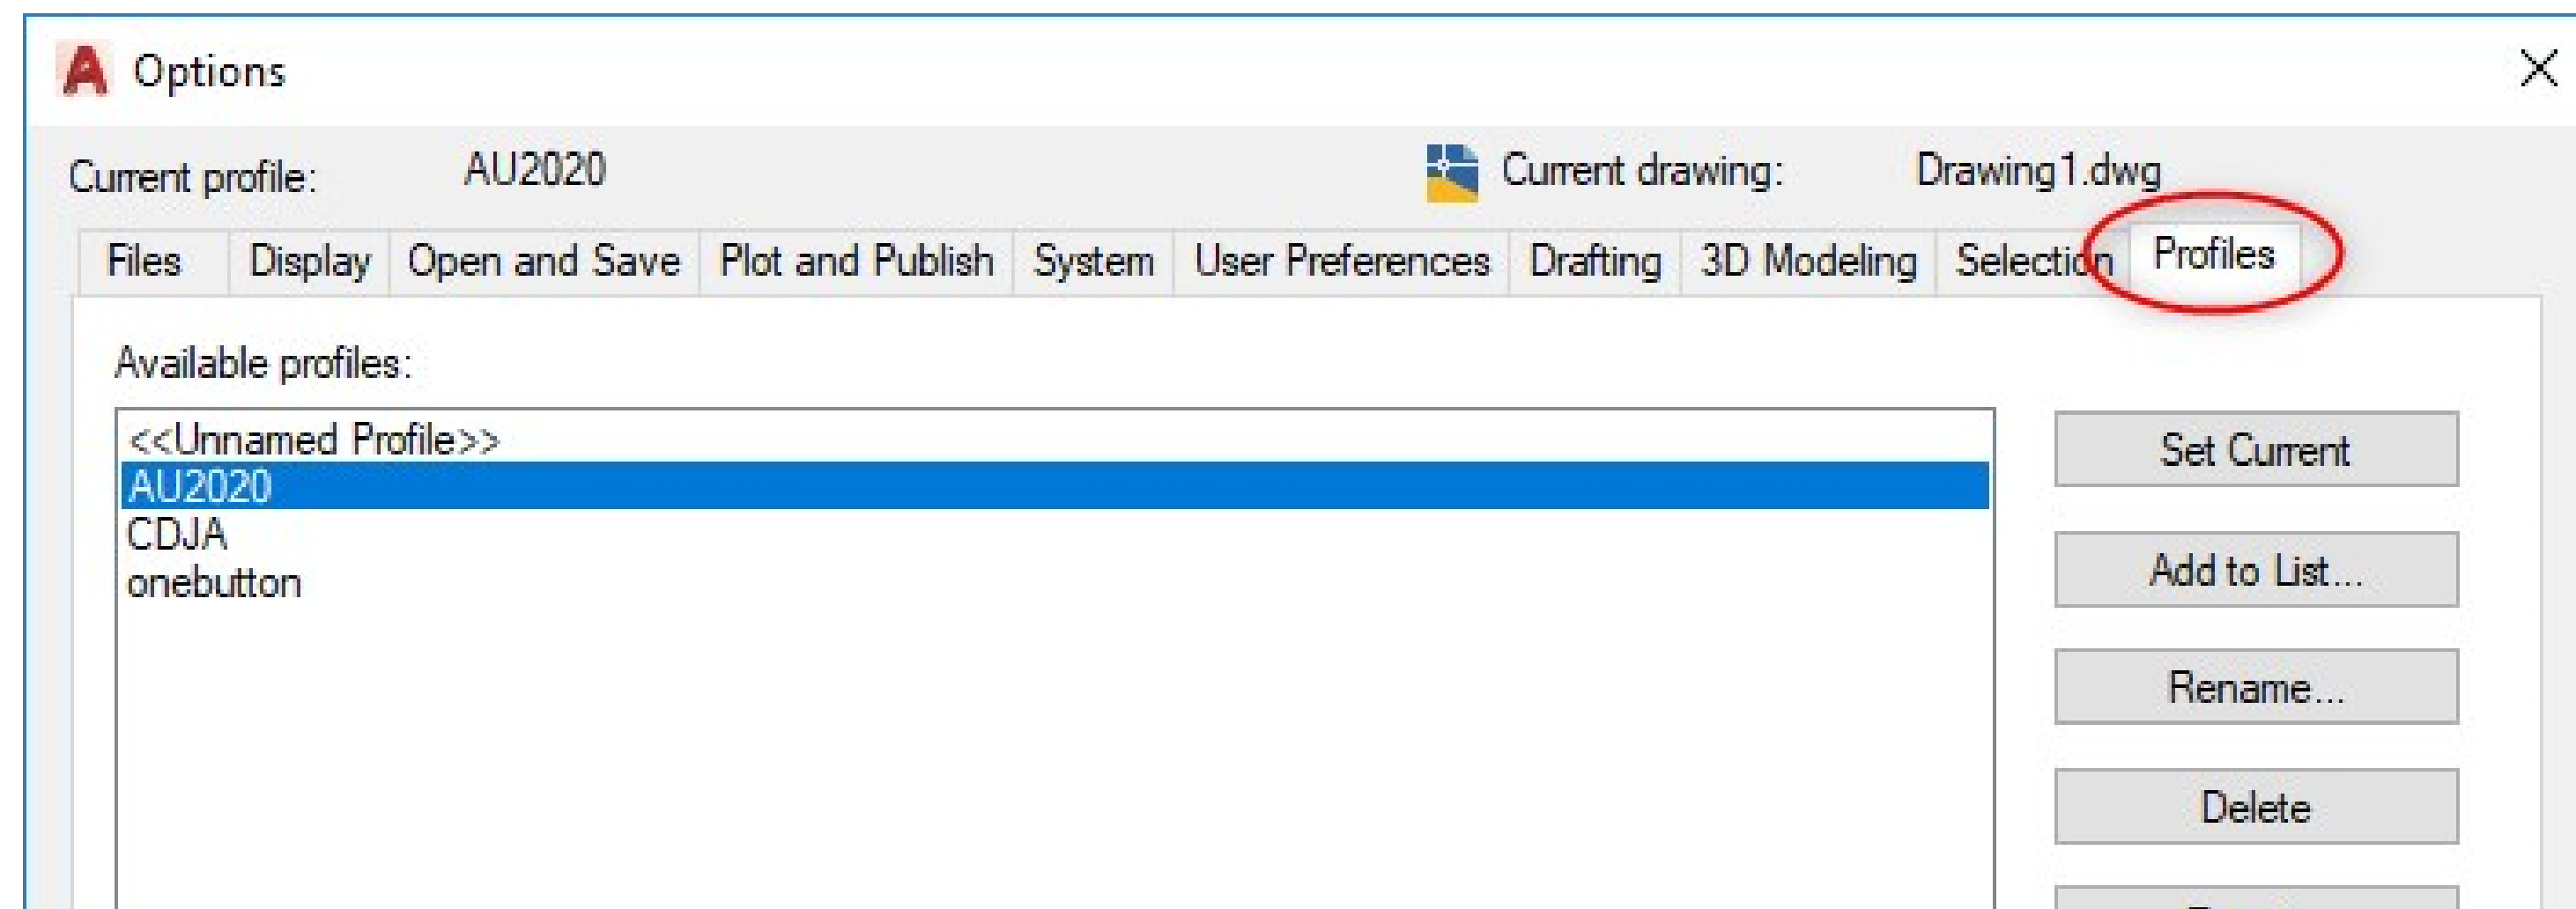 Options
Current profile: AU2020 Current drawing: Drawing1.dwg
Files Display Open and Save Plot and Publish System User Preferences Drafting 3D Modeling Selection Profiles
Available profiles:
<<Unnamed Profile>>
AU2020
CDJA
onebutton
Set Current
Add to List...
Rename...
Delete